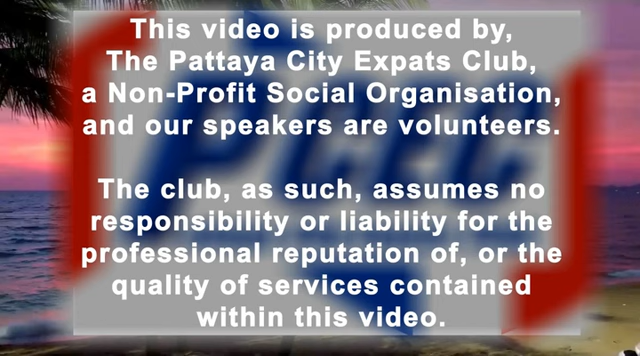 This video is produced by,
The Pattaya City Expats Club,
a Non-Profit Social Organisation,
and our speakers are volunteers.
The club, as such, assumes no
responsibility or liability for the
professional reputation of, or the
quality of services contained
within this video.